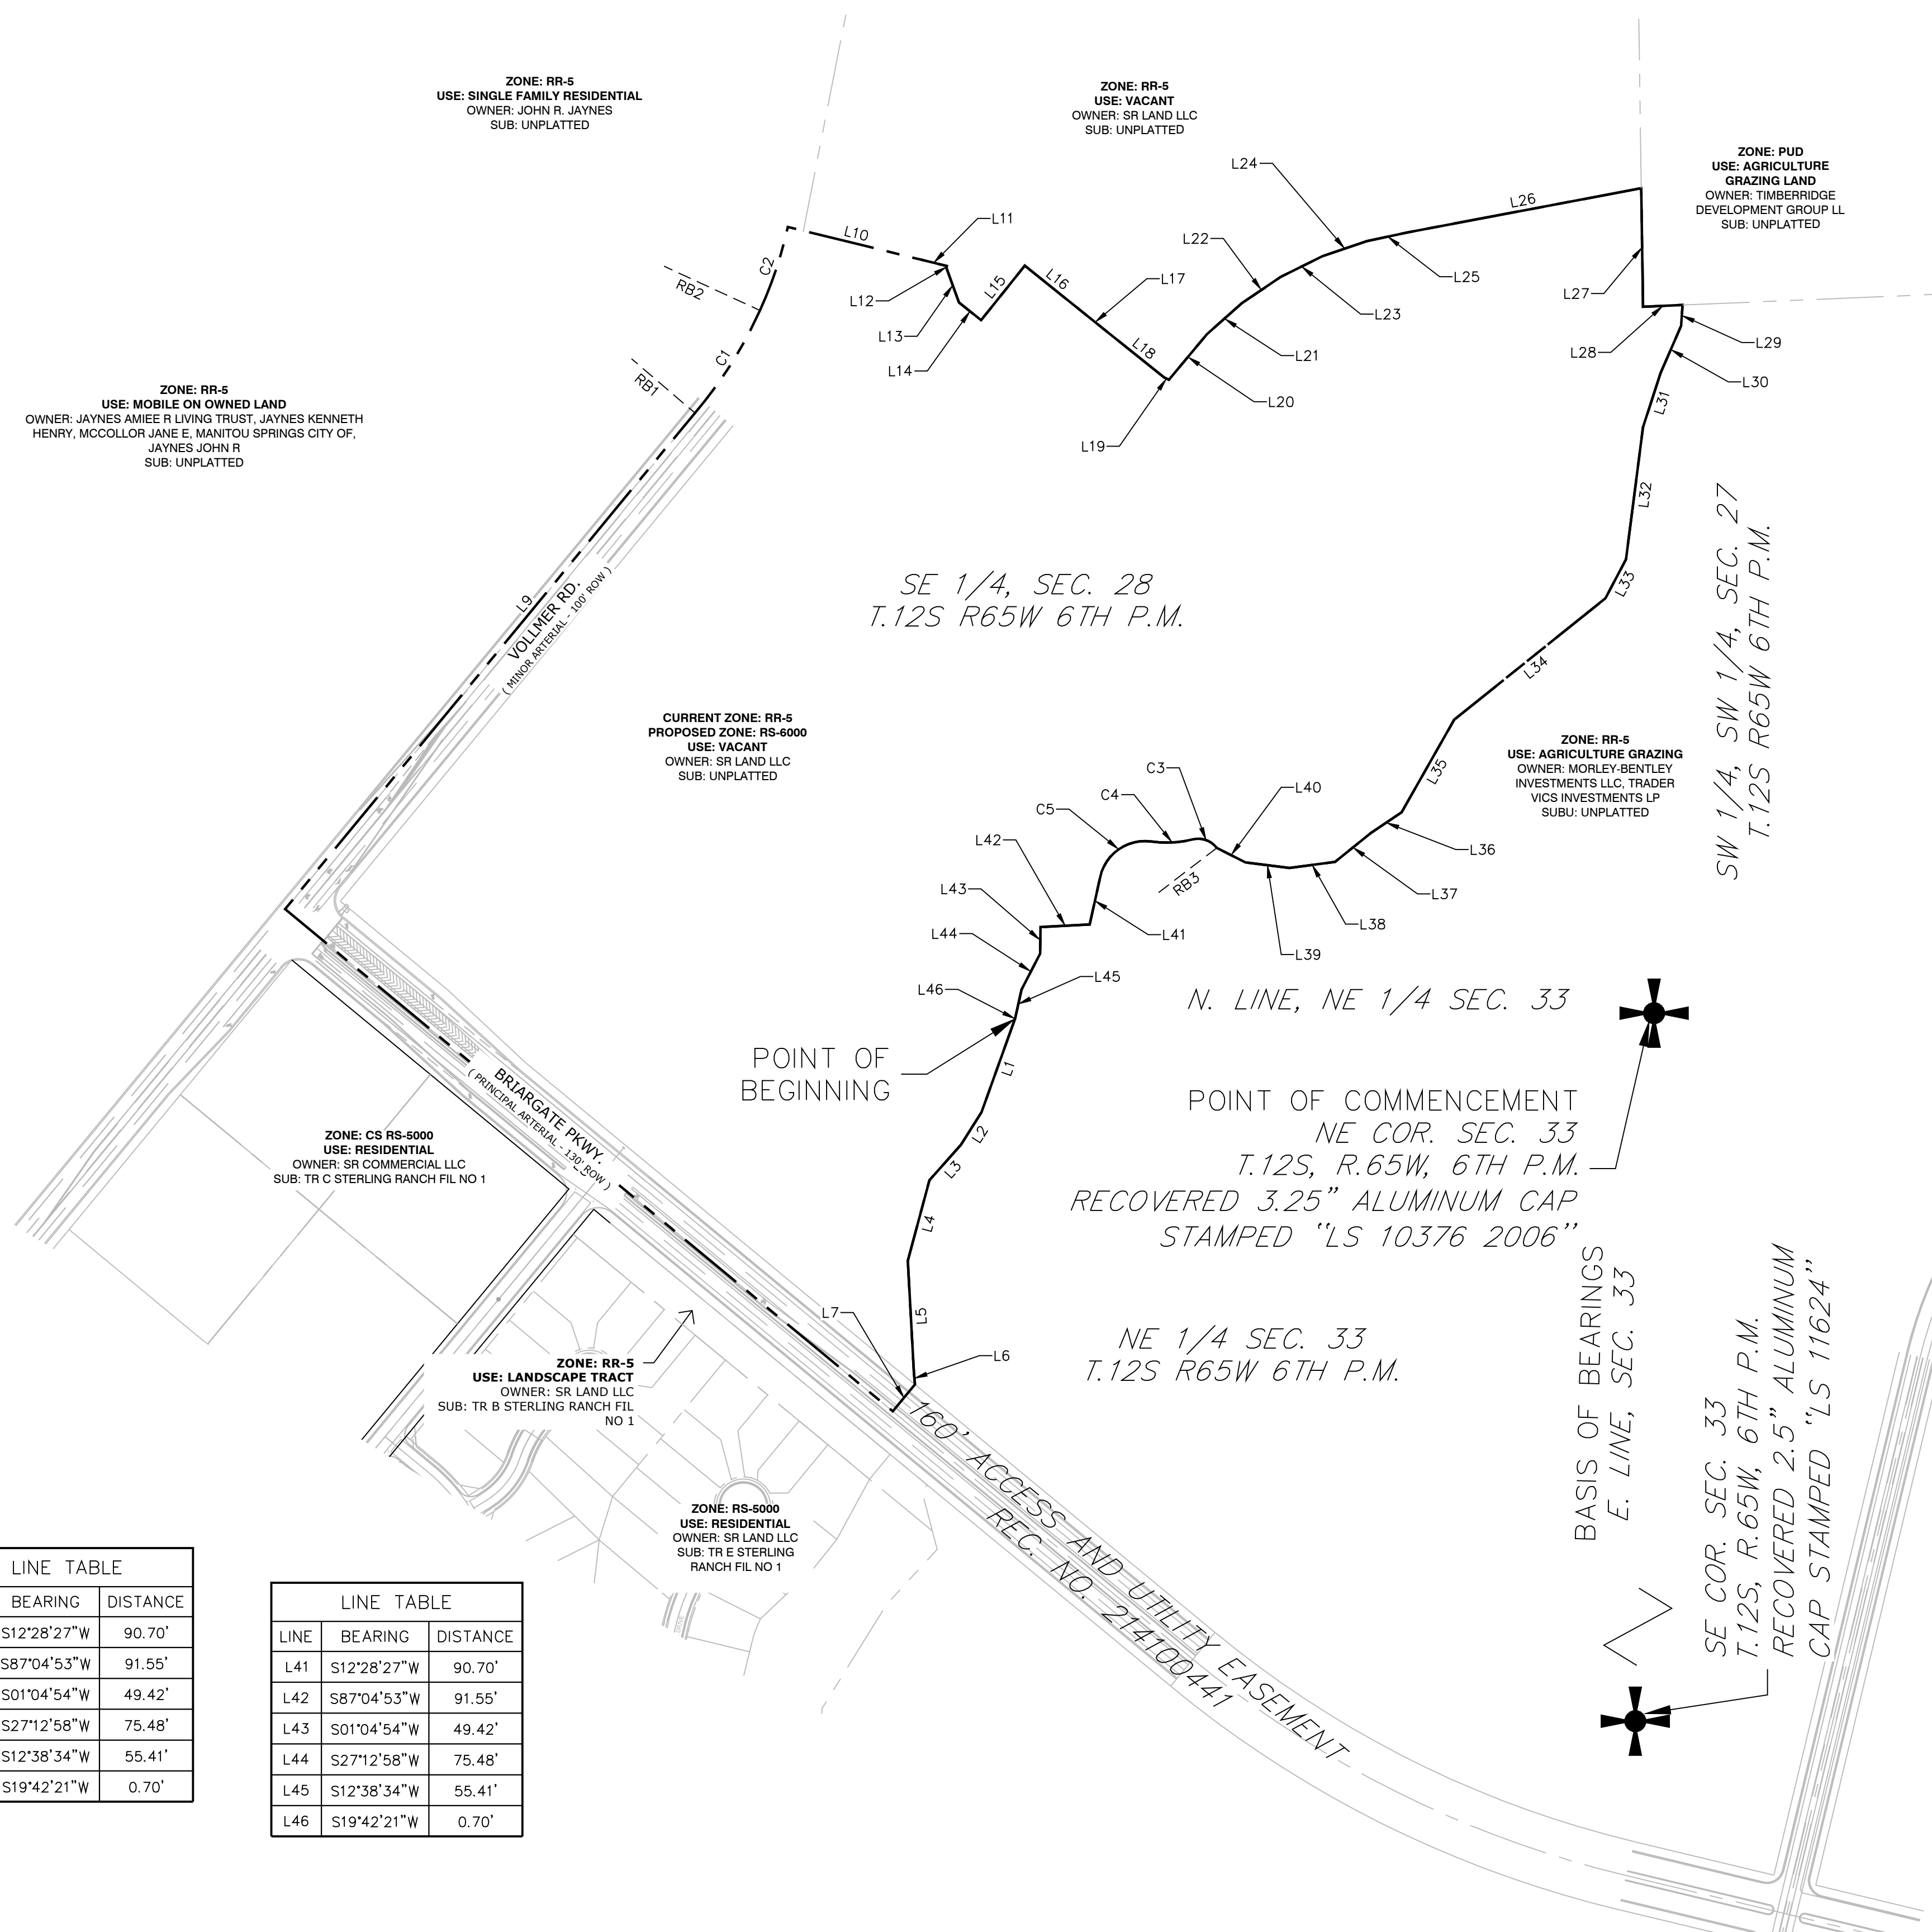 ZONE: RR-5
USE: SINGLE FAMILY RESIDENTIAL
OWNER: JOHN R. JAYNES
SUB: UNPLATTED
ZONE: RR-5
USE: VACANT
OWNER: SR LAND LLC
SUB: UNPLATTED
ZONE: PUD
USE: AGRICULTURE
GRAZING LAND
OWNER: TIMBERRIDGE
DEVELOPMENT GROUP LL
SUB: UNPLATTED
L24
L26
L11
L10
L22
C2
L25
L15
L16
L17
RB2
L12
L27
L23
L13
L29
L18
L28
L21
C1
L14
L30
RB1
L20
L31
L19
ZONE: RR-5
USE: MOBILE ON OWNED LAND
OWNER: JAYNES AMIEE R LIVING TRUST, JAYNES KENNETH
HENRY, MCCOLLOR JANE E, MANITOU SPRINGS CITY OF,
JAYNES JOHN R
SUB: UNPLATTED
L32
SW 1/4, SW 1/4, SEC. 27
T.12S R65W 6TH P.M.
SE 1/4, SEC. 28
T.12S R65W 6TH P.M.
L33
L9
VOLLMER RD.
( MINOR ARTERIAL - 100' ROW )
L34
CURRENT ZONE: RR-5
PROPOSED ZONE: RS-6000
USE: VACANT
OWNER: SR LAND LLC
SUB: UNPLATTED
ZONE: RR-5
USE: AGRICULTURE GRAZING
OWNER: MORLEY-BENTLEY
INVESTMENTS LLC, TRADER
VICS INVESTMENTS LP
SUBU: UNPLATTED
L35
C3
L40
C4
C5
L42
L36
RB3
L43
L37
L38
L44
L41
L39
L45
L46
N. LINE, NE 1/4 SEC. 33
POINT OF
BEGINNING
L1
POINT OF COMMENCEMENT
NE COR. SEC. 33
T.12S, R.65W, 6TH P.M.
RECOVERED 3.25" ALUMINUM CAP
STAMPED "LS 10376 2006"
BRIARGATE PKWY.
( PRINCIPAL ARTERIAL - 130' ROW )
L2
L3
L4
ZONE: CS RS-5000
USE: RESIDENTIAL
OWNER: SR COMMERCIAL LLC
SUB: TR C STERLING RANCH FIL NO 1
L5
L7
L6
NE 1/4 SEC. 33
T.12S R65W 6TH P.M.
ZONE: RR-5
USE: LANDSCAPE TRACT
OWNER: SR LAND LLC
SUB: TR B STERLING RANCH FIL
NO 1
BASIS OF BEARINGS
E. LINE, SEC. 33
SE COR. SEC. 33
T.12S, R.65W, 6TH P.M.
RECOVERED 2.5" ALUMINUM
CAP STAMPED "LS 11624"
160' ACCESS AND UTILITY EASEMENT
REC. NO. 214100441
ZONE: RS-5000
USE: RESIDENTIAL
OWNER: SR LAND LLC
SUB: TR E STERLING
RANCH FIL NO 1
LINE TABLE
BEARING DISTANCE
S12°28'27"W 90.70'
S87°04'53"W 91.55'
S01°04'54"W 49.42'
S27°12'58"W 75.48'
S12°38'34"W 55.41'
S19°42'21"W 0.70'
LINE TABLE
LINE BEARING DISTANCE
L41 S12°28'27"W 90.70'
L42 S87°04'53"W 91.55'
L43 S01°04'54"W 49.42'
L44 S27°12'58"W 75.48'
L45 S12°38'34"W 55.41'
L46 S19°42'21"W 0.70'